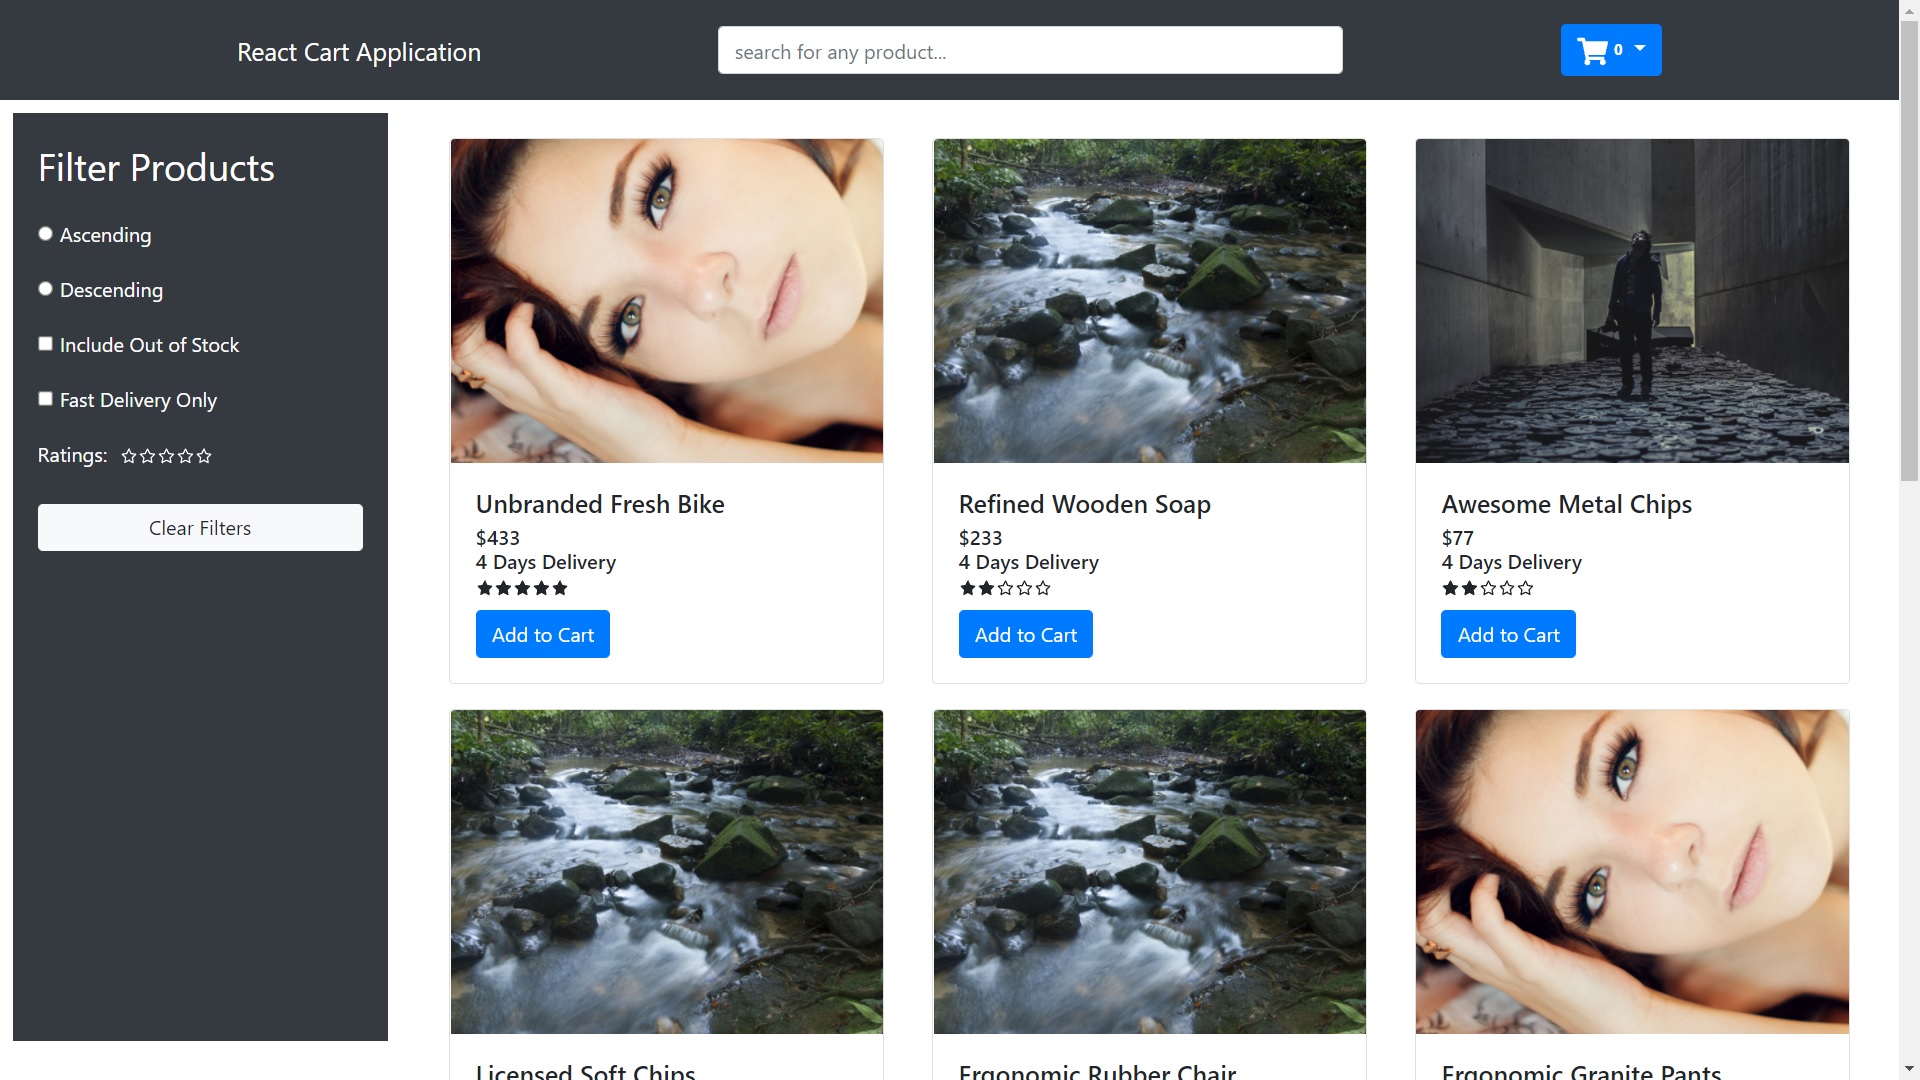 React Cart Application
search for any product...
0
Filter Products
Ascending
Descending
Include Out of Stock
Fast Delivery Only
Ratings:
Clear Filters
Unbranded Fresh Bike
$433
4 Days Delivery
Add to Cart
Refined Wooden Soap
$233
4 Days Delivery
Add to Cart
Awesome Metal Chips
$77
4 Days Delivery
Add to Cart
Licensed Soft Chips
Ergonomic Rubber Chair
Ergonomic Granite Pants